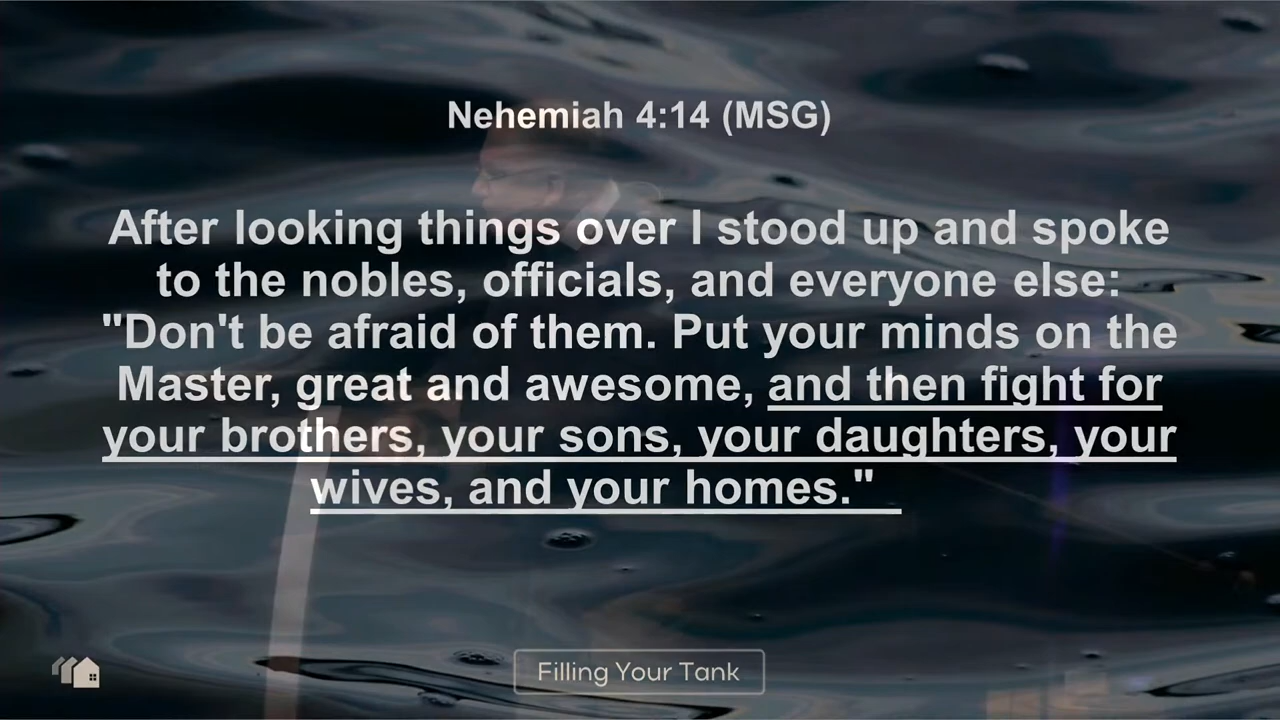 Nehemiah 4:14 (MSG)
After looking things over I stood up and spoke
to the nobles, officials, and everyone else:
"Don't be afraid of them. Put your minds on the
Master, great and awesome, and then fight for
your brothers, your sons, your daughters, your
wives, and your homes."
Filling Your Tank